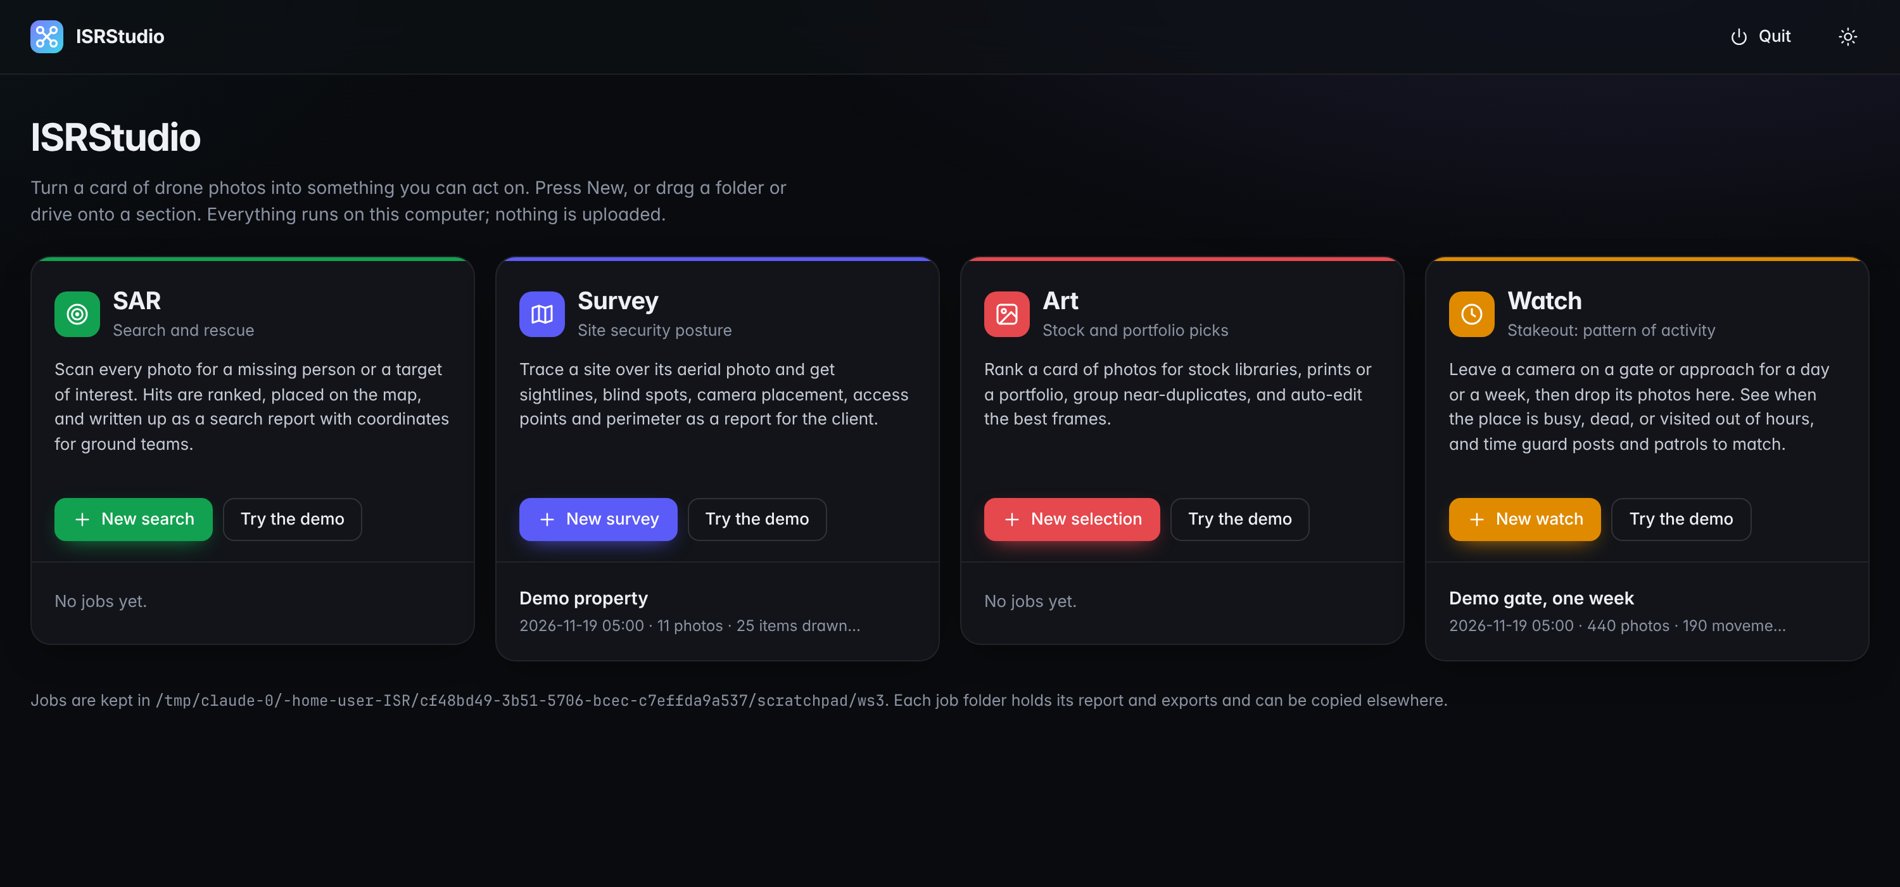 ISRStudio
Quit
ISRStudio
Turn a card of drone photos into something you can act on. Press New, or drag a folder or
drive onto a section. Everything runs on this computer; nothing is uploaded.
SAR
Search and rescue
Scan every photo for a missing person or a target
of interest. Hits are ranked, placed on the map,
and written up as a search report with coordinates
for ground teams.
New search
Try the demo
No jobs yet.
Survey
Site security posture
Trace a site over its aerial photo and get
sightlines, blind spots, camera placement, access
points and perimeter as a report for the client.
New survey
Try the demo
Demo property
2026-11-19 05:00 · 11 photos · 25 items drawn...
Art
Stock and portfolio picks
Rank a card of photos for stock libraries, prints or
a portfolio, group near-duplicates, and auto-edit
the best frames.
New selection
Try the demo
No jobs yet.
Watch
Stakeout: pattern of activity
Leave a camera on a gate or approach for a day
or a week, then drop its photos here. See when
the place is busy, dead, or visited out of hours,
and time guard posts and patrols to match.
New watch
Try the demo
Demo gate, one week
2026-11-19 05:00 · 440 photos · 190 moveme...
Jobs are kept in /tmp/claude-0/-home-user-ISR/cf48bd49-3b51-5706-bcec-c7effda9a537/scratchpad/ws3. Each job folder holds its report and exports and can be copied elsewhere.